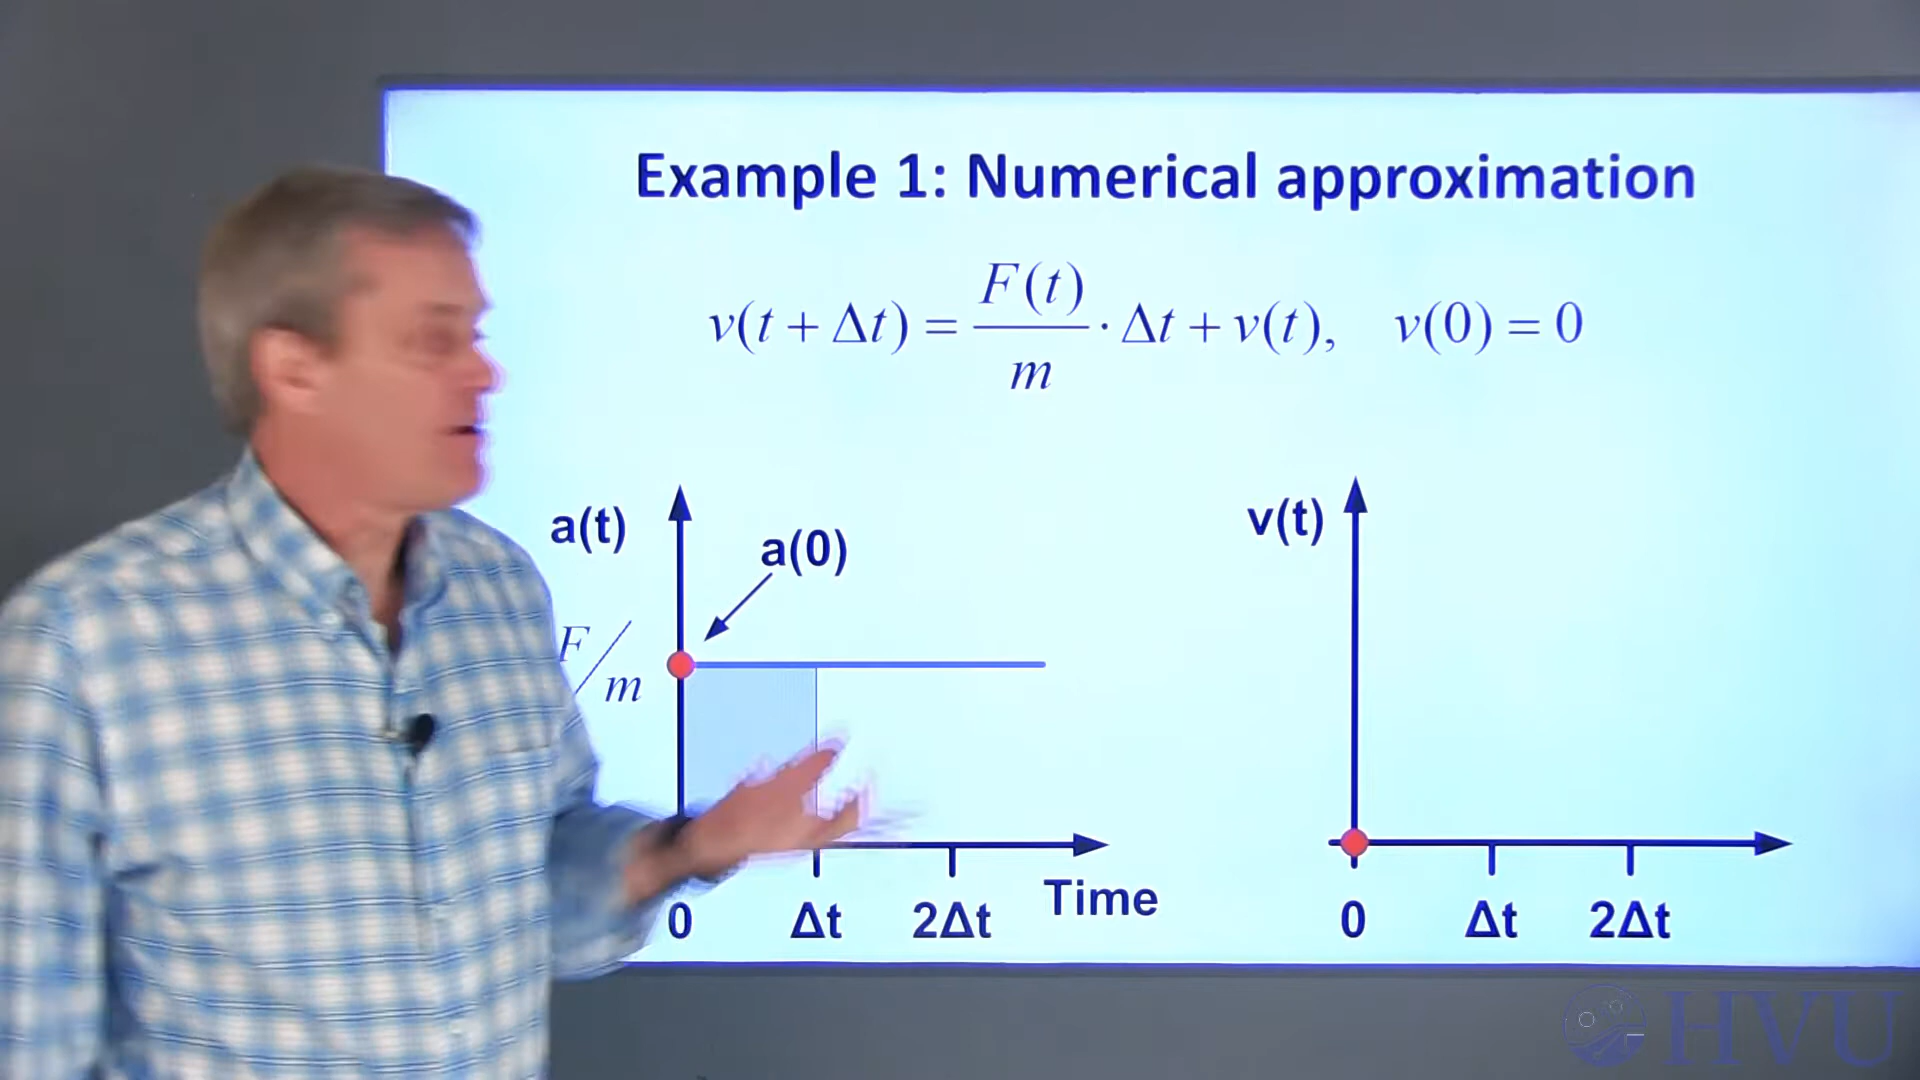 Example 1: Numerical approximation
v(t + Δt) = F(t)/m · Δt + v(t), v(0) = 0
a(t)
a(0)
F/m
0
Δt
2Δt
Time
v(t)
0
Δt
2Δt
HVU